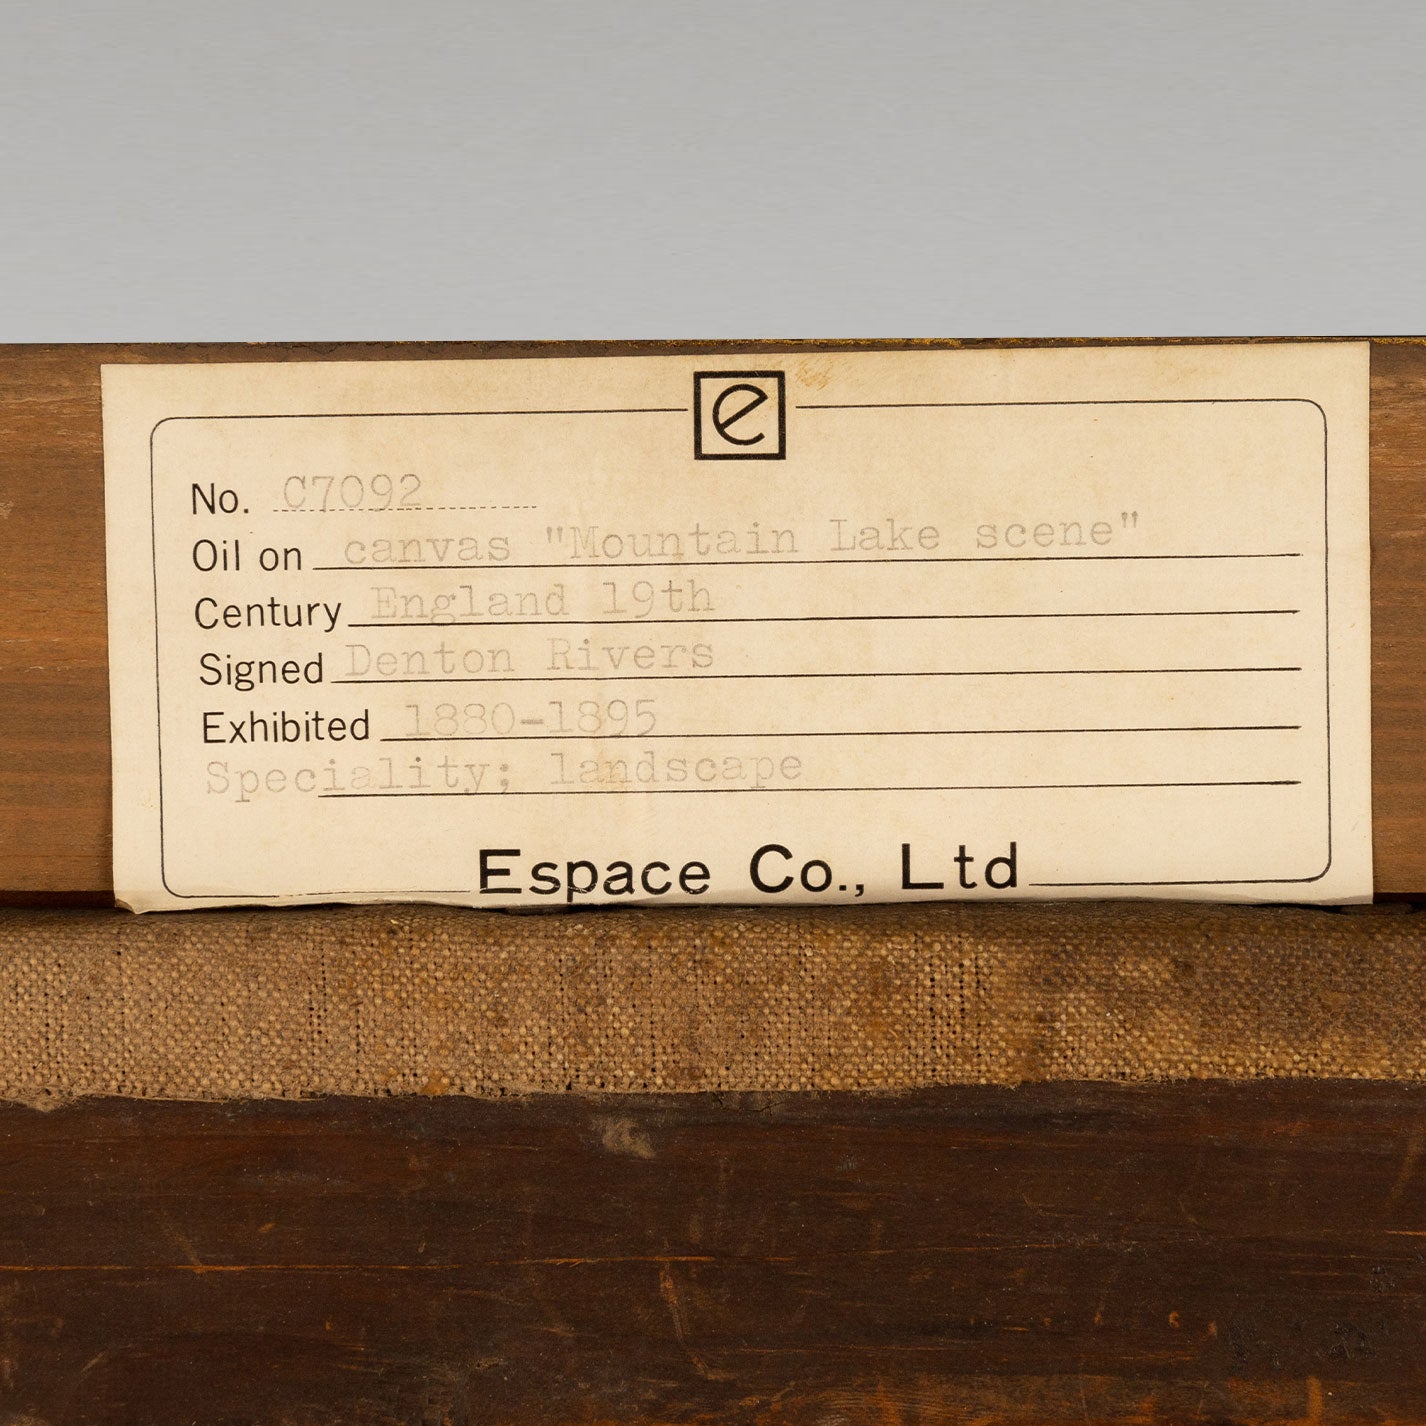 e
No. C7092
Oil on canvas "Mountain Lake scene"
Century England 19th
Signed Denton Rivers
Exhibited 1880-1895
Speciality; landscape
Espace Co., Ltd